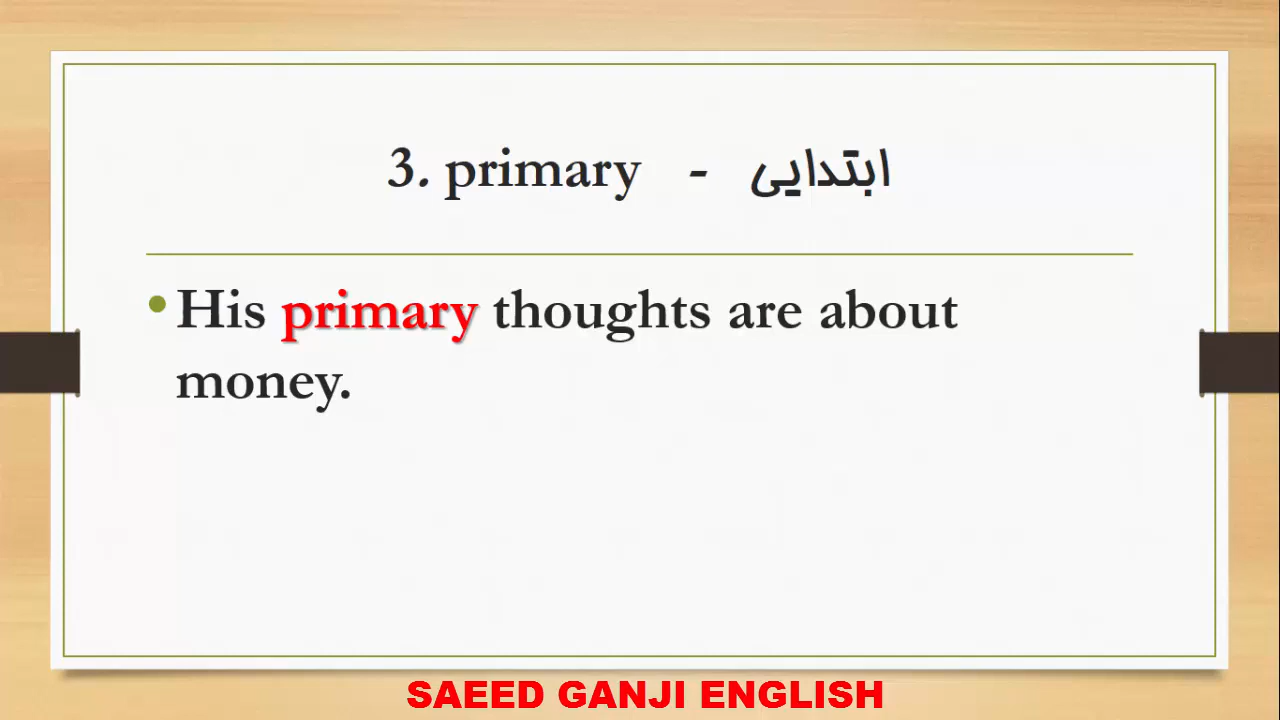 3. primary - ابتدایی
• His primary thoughts are about
money.
SAEED GANJI ENGLISH